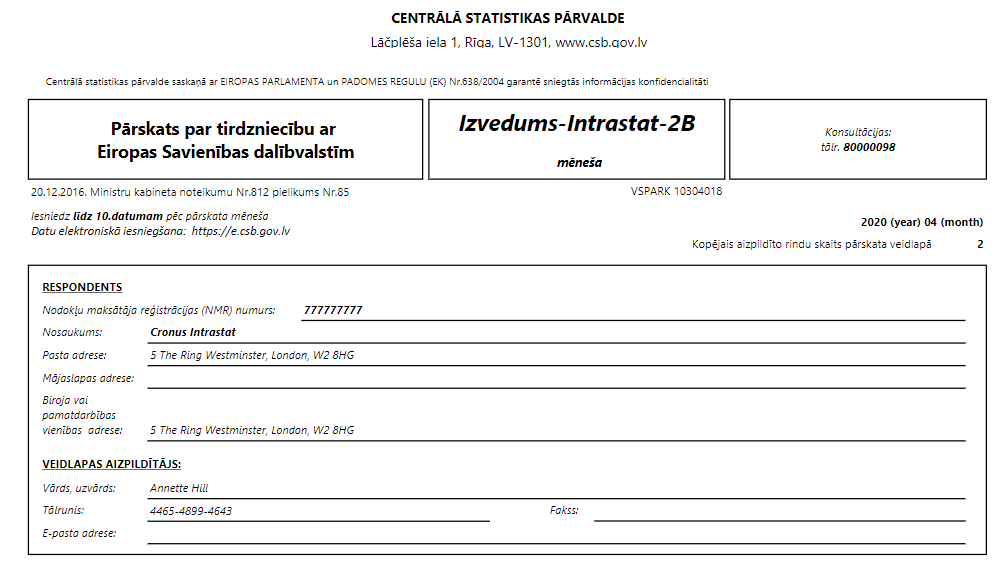 CENTRĀLĀ STATISTIKAS PĀRVALDE
Lāčplēša iela 1, Rīga, LV-1301, www.csb.gov.lv
Centrālā statistikas pārvalde saskaņā ar EIROPAS PARLAMENTA un PADOMES REGULU (EK) Nr.638/2004 garantē sniegtās informācijas konfidencialitāti
Pārskats par tirdzniecību ar
Eiropas Savienības dalībvalstīm
Izvedums-Intrastat-2B
mēneša
Konsultācijas:
tālr. 80000098
20.12.2016. Ministru kabineta noteikumu Nr.812 pielikums Nr.85
VSPARK 10304018
Iesniedz līdz 10.datumam pēc pārskata mēneša
Datu elektroniskā iesniegšana: https://e.csb.gov.lv
2020 (year) 04 (month)
Kopējais aizpildīto rindu skaits pārskata veidlapā 2
RESPONDENTS
Nodokļu maksātāja reģistrācijas (NMR) numurs: 777777777
Nosaukums: Cronus Intrastat
Pasta adrese: 5 The Ring Westminster, London, W2 8HG
Mājaslapas adrese:
Biroja vai
pamatdarbības
vienības adrese: 5 The Ring Westminster, London, W2 8HG
VEIDLAPAS AIZPILDĪTĀJS:
Vārds, uzvārds: Annette Hill
Tālrunis: 4465-4899-4643 Fakss:
E-pasta adrese: